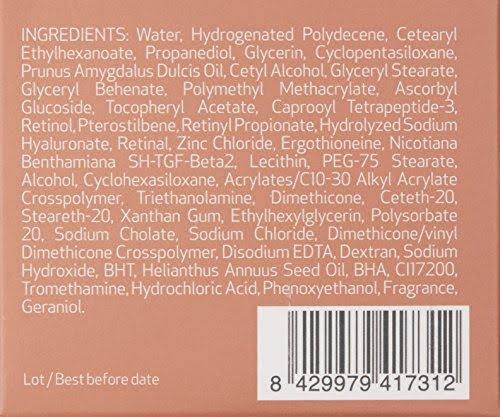 INGREDIENTS: Water, Hydrogenated Polydecene, Cetearyl
Ethylhexanoate, Propanediol, Glycerin, Cyclopentasiloxane,
Prunus Amygdalus Dulcis Oil, Cetyl Alcohol, Glyceryl Stearate,
Glyceryl Behenate, Polymethyl Methacrylate, Ascorbyl
Glucoside, Tocopheryl Acetate, Caprooyl Tetrapeptide-3,
Retinol, Pterostilbene, Retinyl Propionate, Hydrolyzed Sodium
Hyaluronate, Retinal, Zinc Chloride, Ergothioneine, Nicotiana
Benthamiana SH-TGF-Beta2, Lecithin, PEG-75 Stearate,
Alcohol, Cyclohexasiloxane, Acrylates/C10-30 Alkyl Acrylate
Crosspolymer, Triethanolamine, Dimethicone, Ceteth-20,
Steareth-20, Xanthan Gum, Ethylhexylglycerin, Polysorbate
20, Sodium Cholate, Sodium Chloride, Dimethicone/vinyl
Dimethicone Crosspolymer, Disodium EDTA, Dextran, Sodium
Hydroxide, BHT, Helianthus Annuus Seed Oil, BHA, CI17200,
Tromethamine, Hydrochloric Acid, Phenoxyethanol, Fragrance,
Geraniol.
Lot / Best before date
8 429979 417312